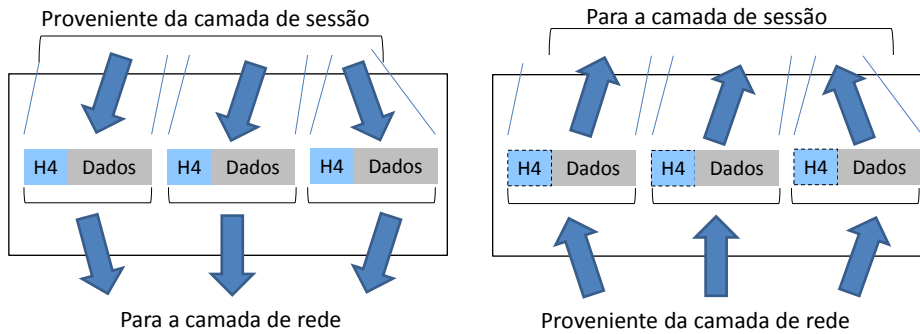 Proveniente da camada de sessão
H4 Dados H4 Dados H4 Dados
Para a camada de rede
Para a camada de sessão
H4 Dados H4 Dados H4 Dados
Proveniente da camada de rede